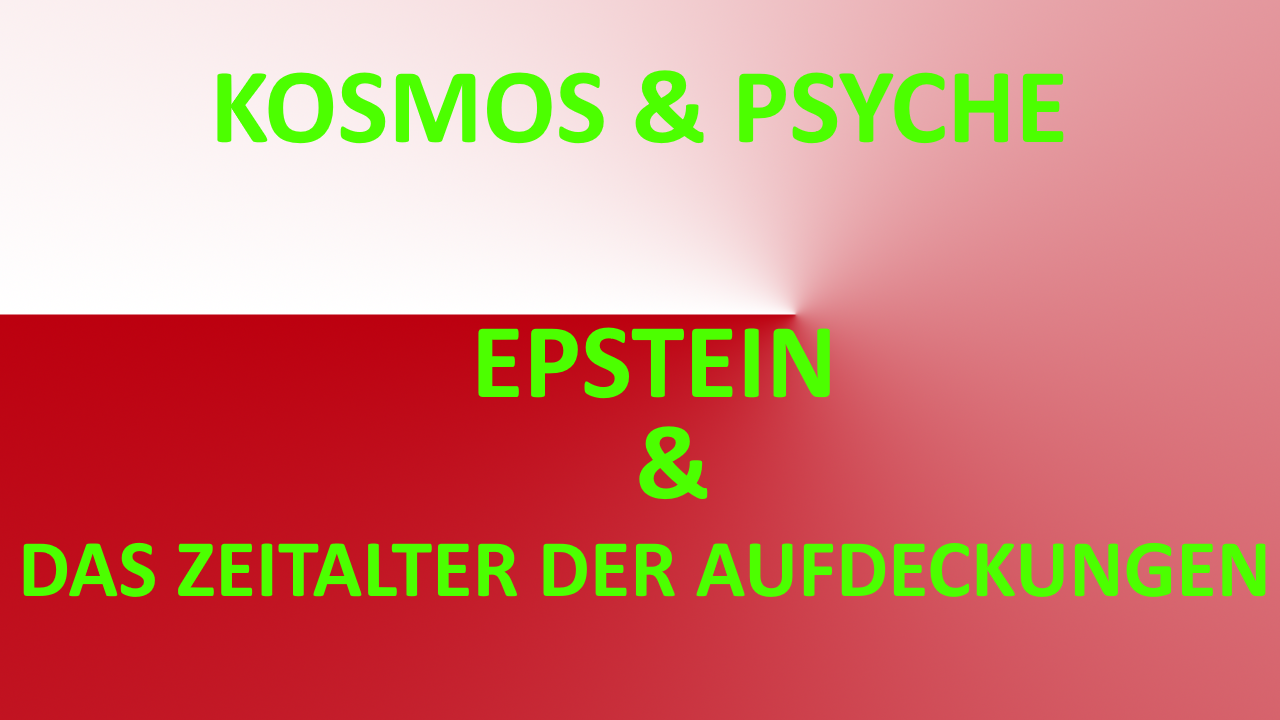 KOSMOS & PSYCHE
EPSTEIN
&
DAS ZEITALTER DER AUFDECKUNGEN